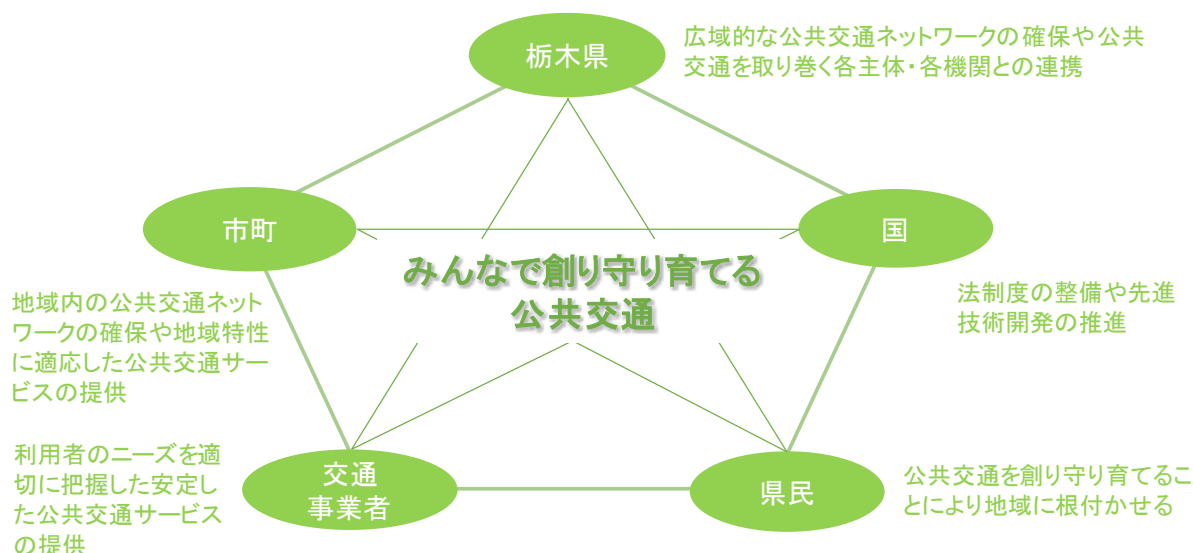 栃木県
広域的な公共交通ネットワークの確保や公共
交通を取り巻く各主体・各機関との連携
市町
国
みんなで創り守り育てる
公共交通
地域内の公共交通ネット
ワークの確保や地域特性
に適応した公共交通サー
ビスの提供
法制度の整備や先進
技術開発の推進
利用者のニーズを適
切に把握した安定し
た公共交通サービス
の提供
交通
事業者
県民
公共交通を創り守り育てるこ
とにより地域に根付かせる